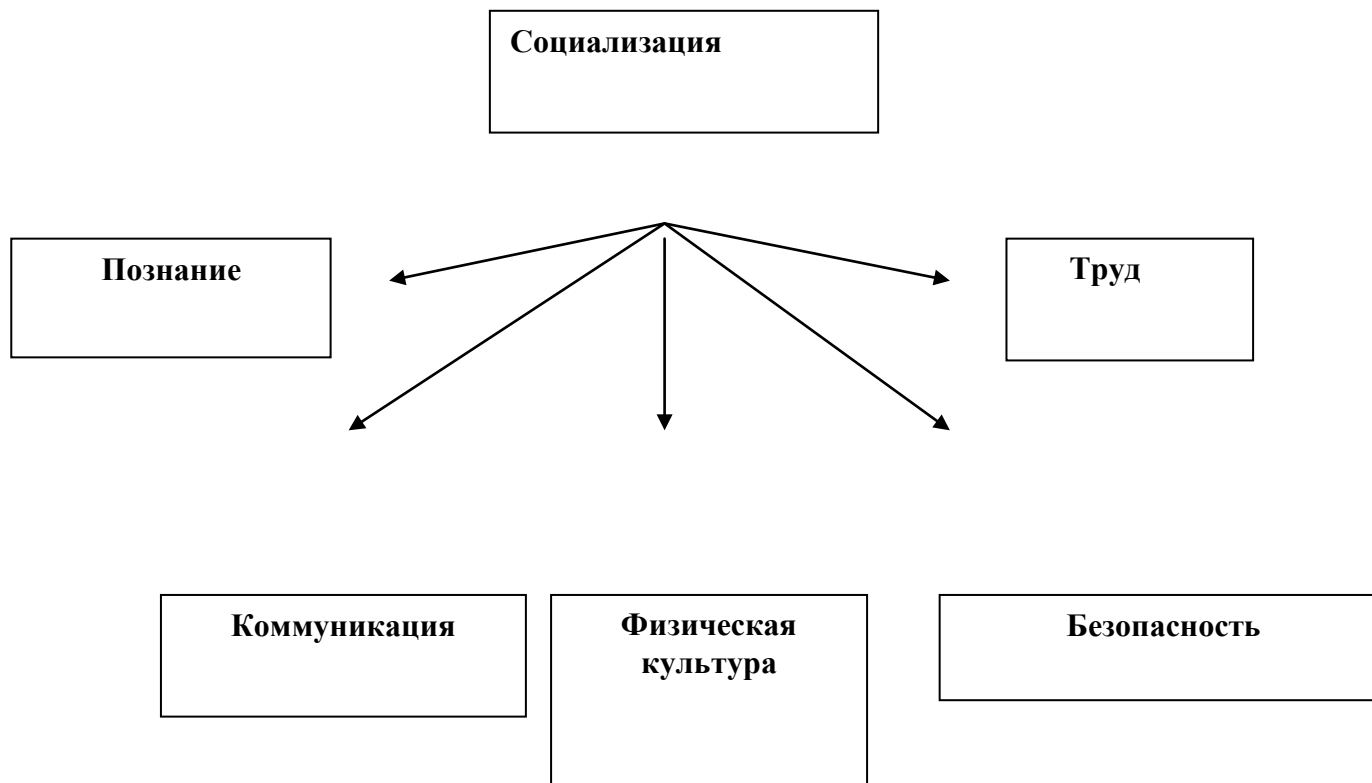 Социализация
Познание
Труд
Коммуникация
Физическая
культура
Безопасность